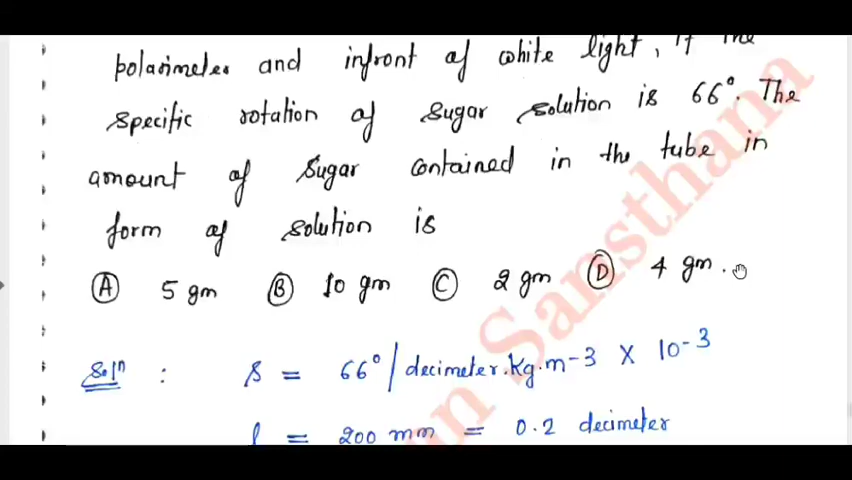 polarimeter and infront of white light, if the
specific rotation of sugar solution is 66°. The
amount of sugar contained in the tube in
form of solution is
(A) 5 gm (B) 10 gm (C) 2 gm (D) 4 gm.
Solⁿ : S = 66°/decimeter.kg.m-3 X 10-3
l = 200 mm = 0.2 decimeter
Sansthana